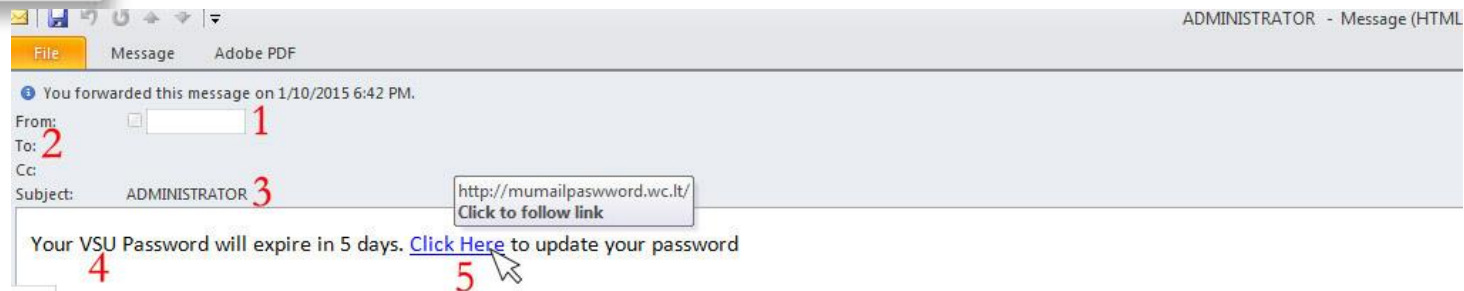 ADMINISTRATOR - Message (HTML
File Message Adobe PDF
You forwarded this message on 1/10/2015 6:42 PM.
From: 1
To: 2
Cc:
Subject: ADMINISTRATOR 3
http://mumailpaswword.wc.lt/
Click to follow link
Your VSU Password will expire in 5 days. Click Here to update your password
4
5